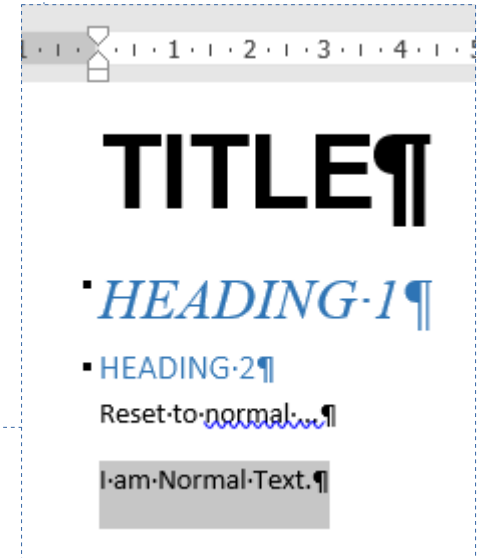 1 · ı · · ı · 1 · ı · 2 · ı · 3 · ı · 4 · ı · 5
TITLE¶
HEADING·1¶
HEADING·2¶
Reset·to·normal·...¶
I·am·Normal·Text.¶